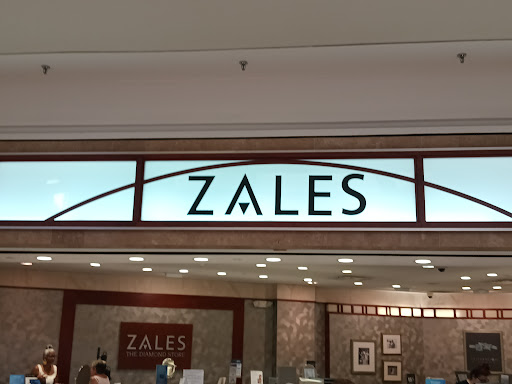 ZALES
ZALES
THE DIAMOND STORE